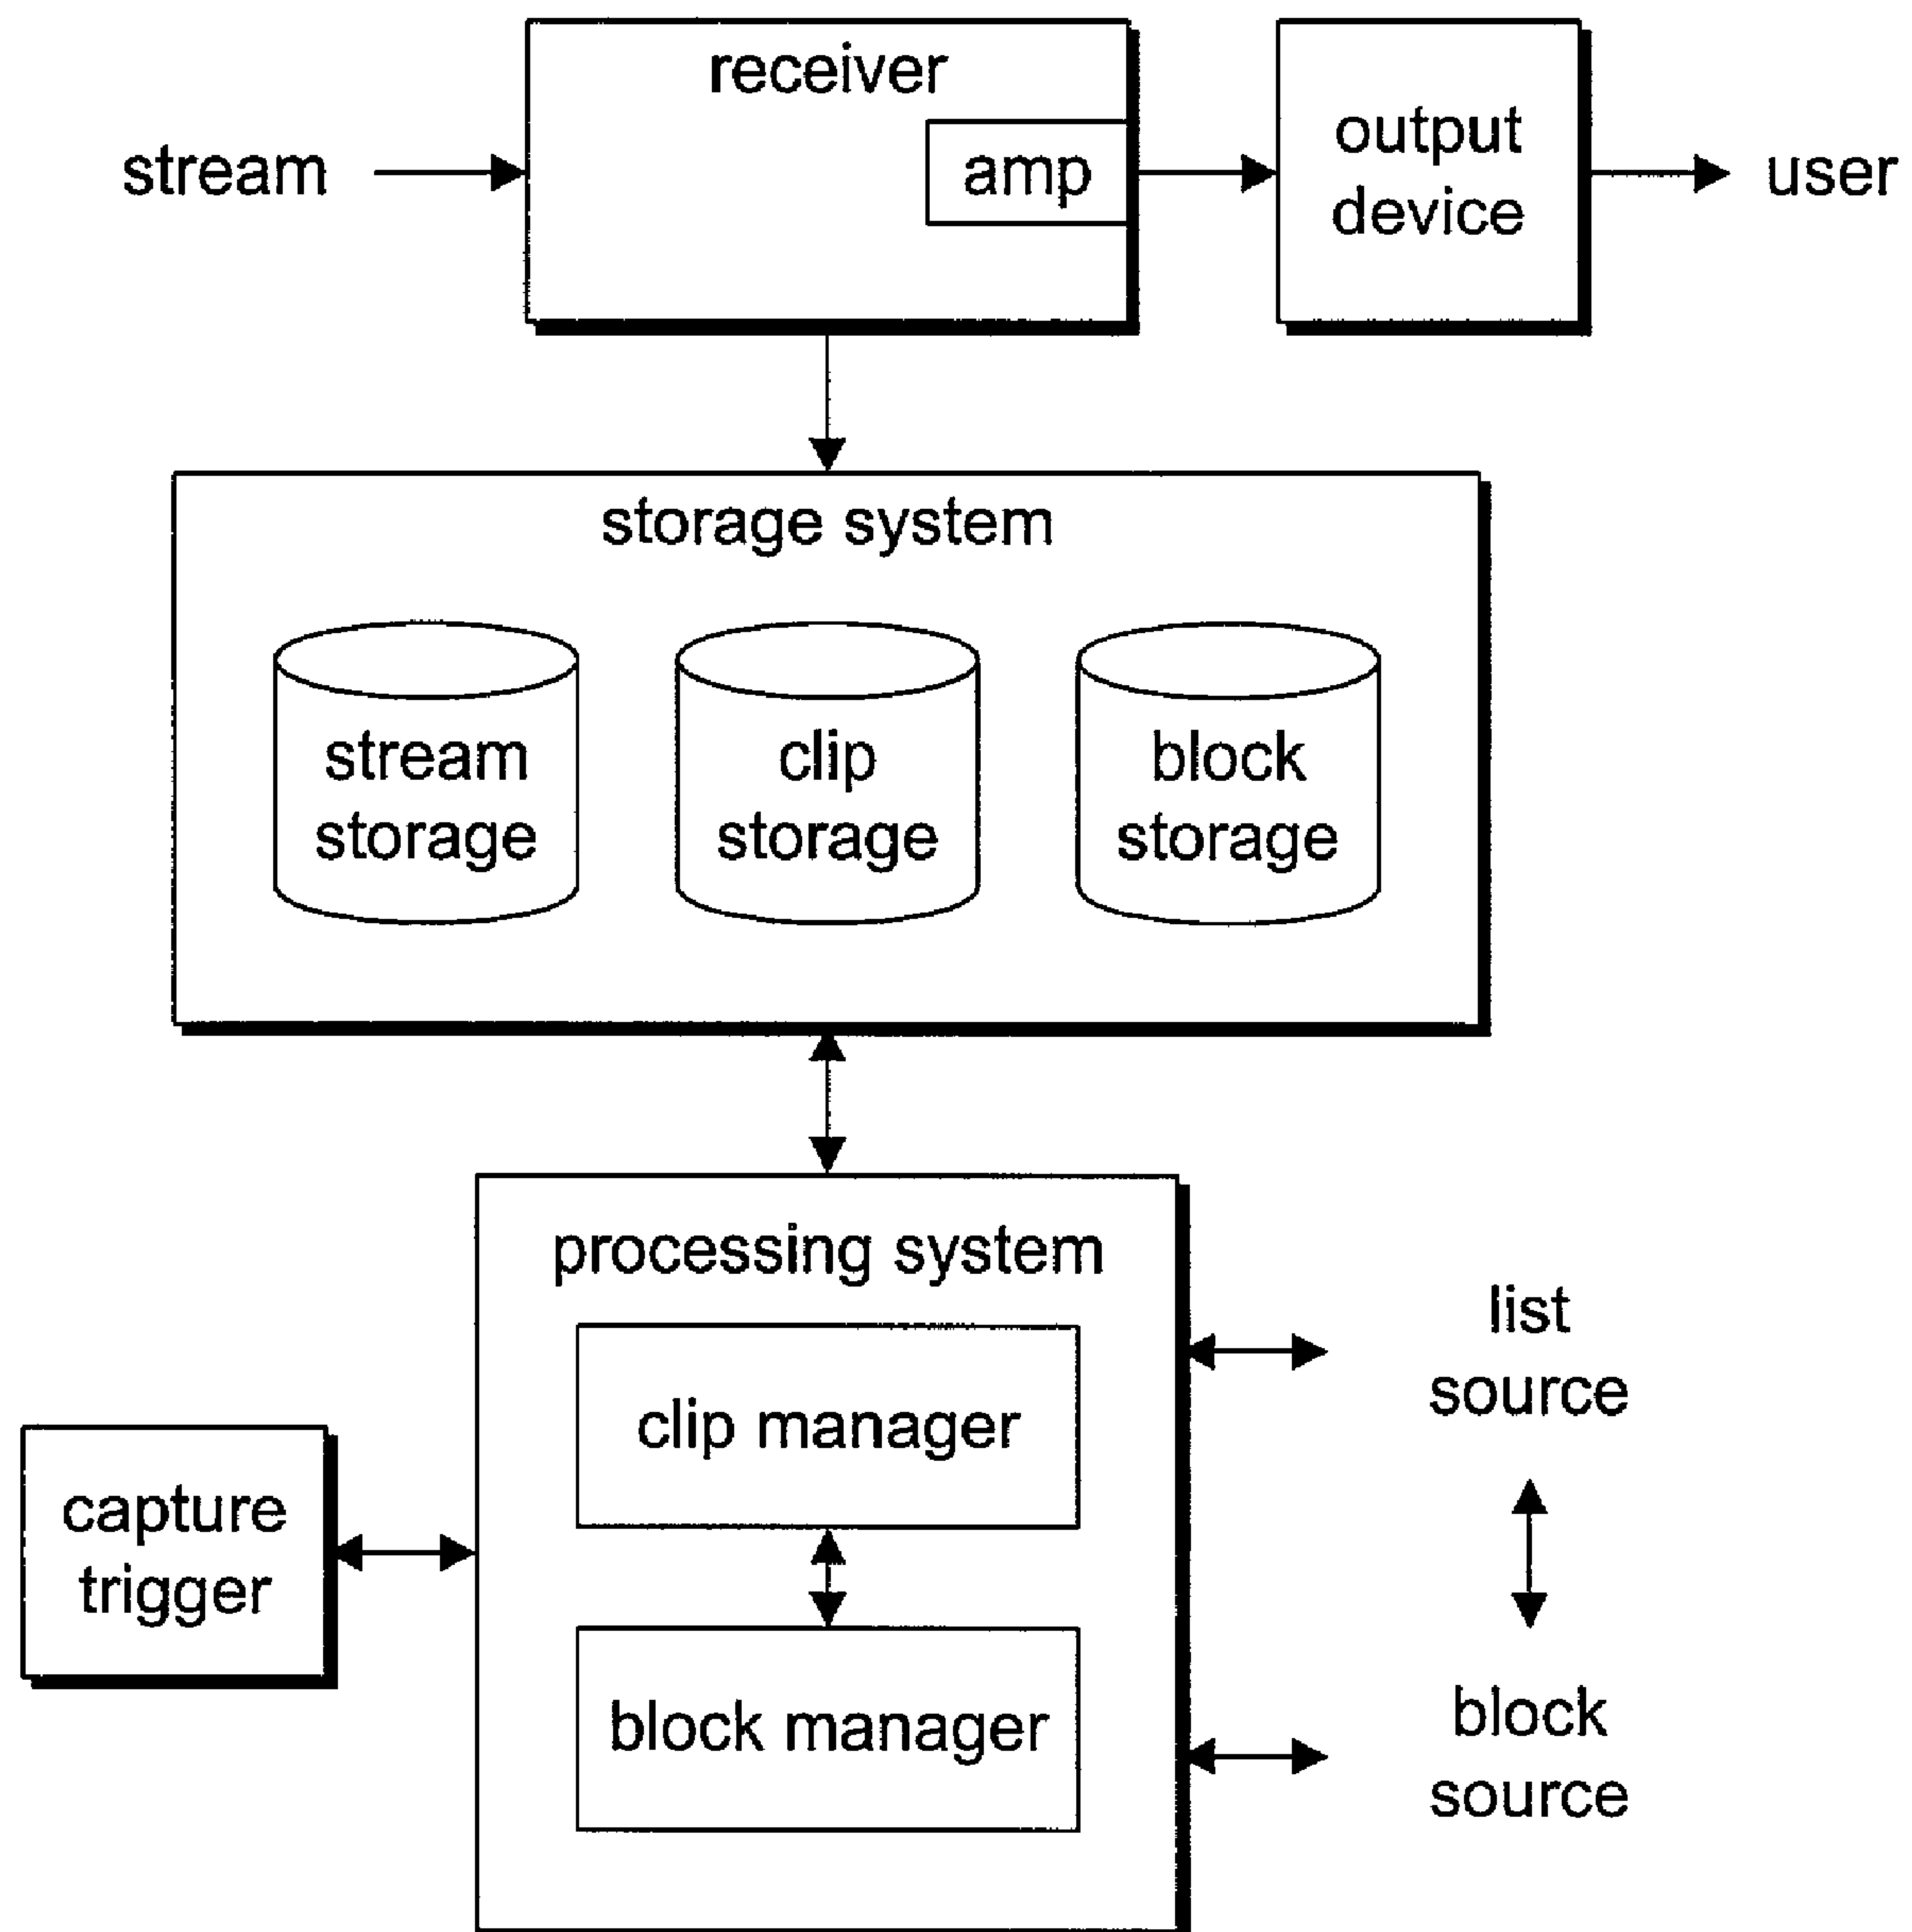 receiver
stream
amp
output
device
user
storage system
stream
storage
clip
storage
block
storage
processing system
clip manager
list
source
capture
trigger
block manager
block
source